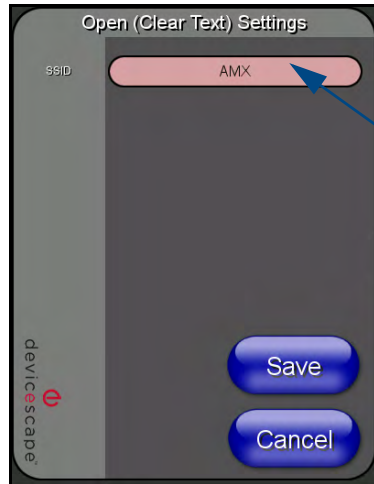 Open (Clear Text) Settings
SSID
AMX
Save
Cancel
devicescape
e